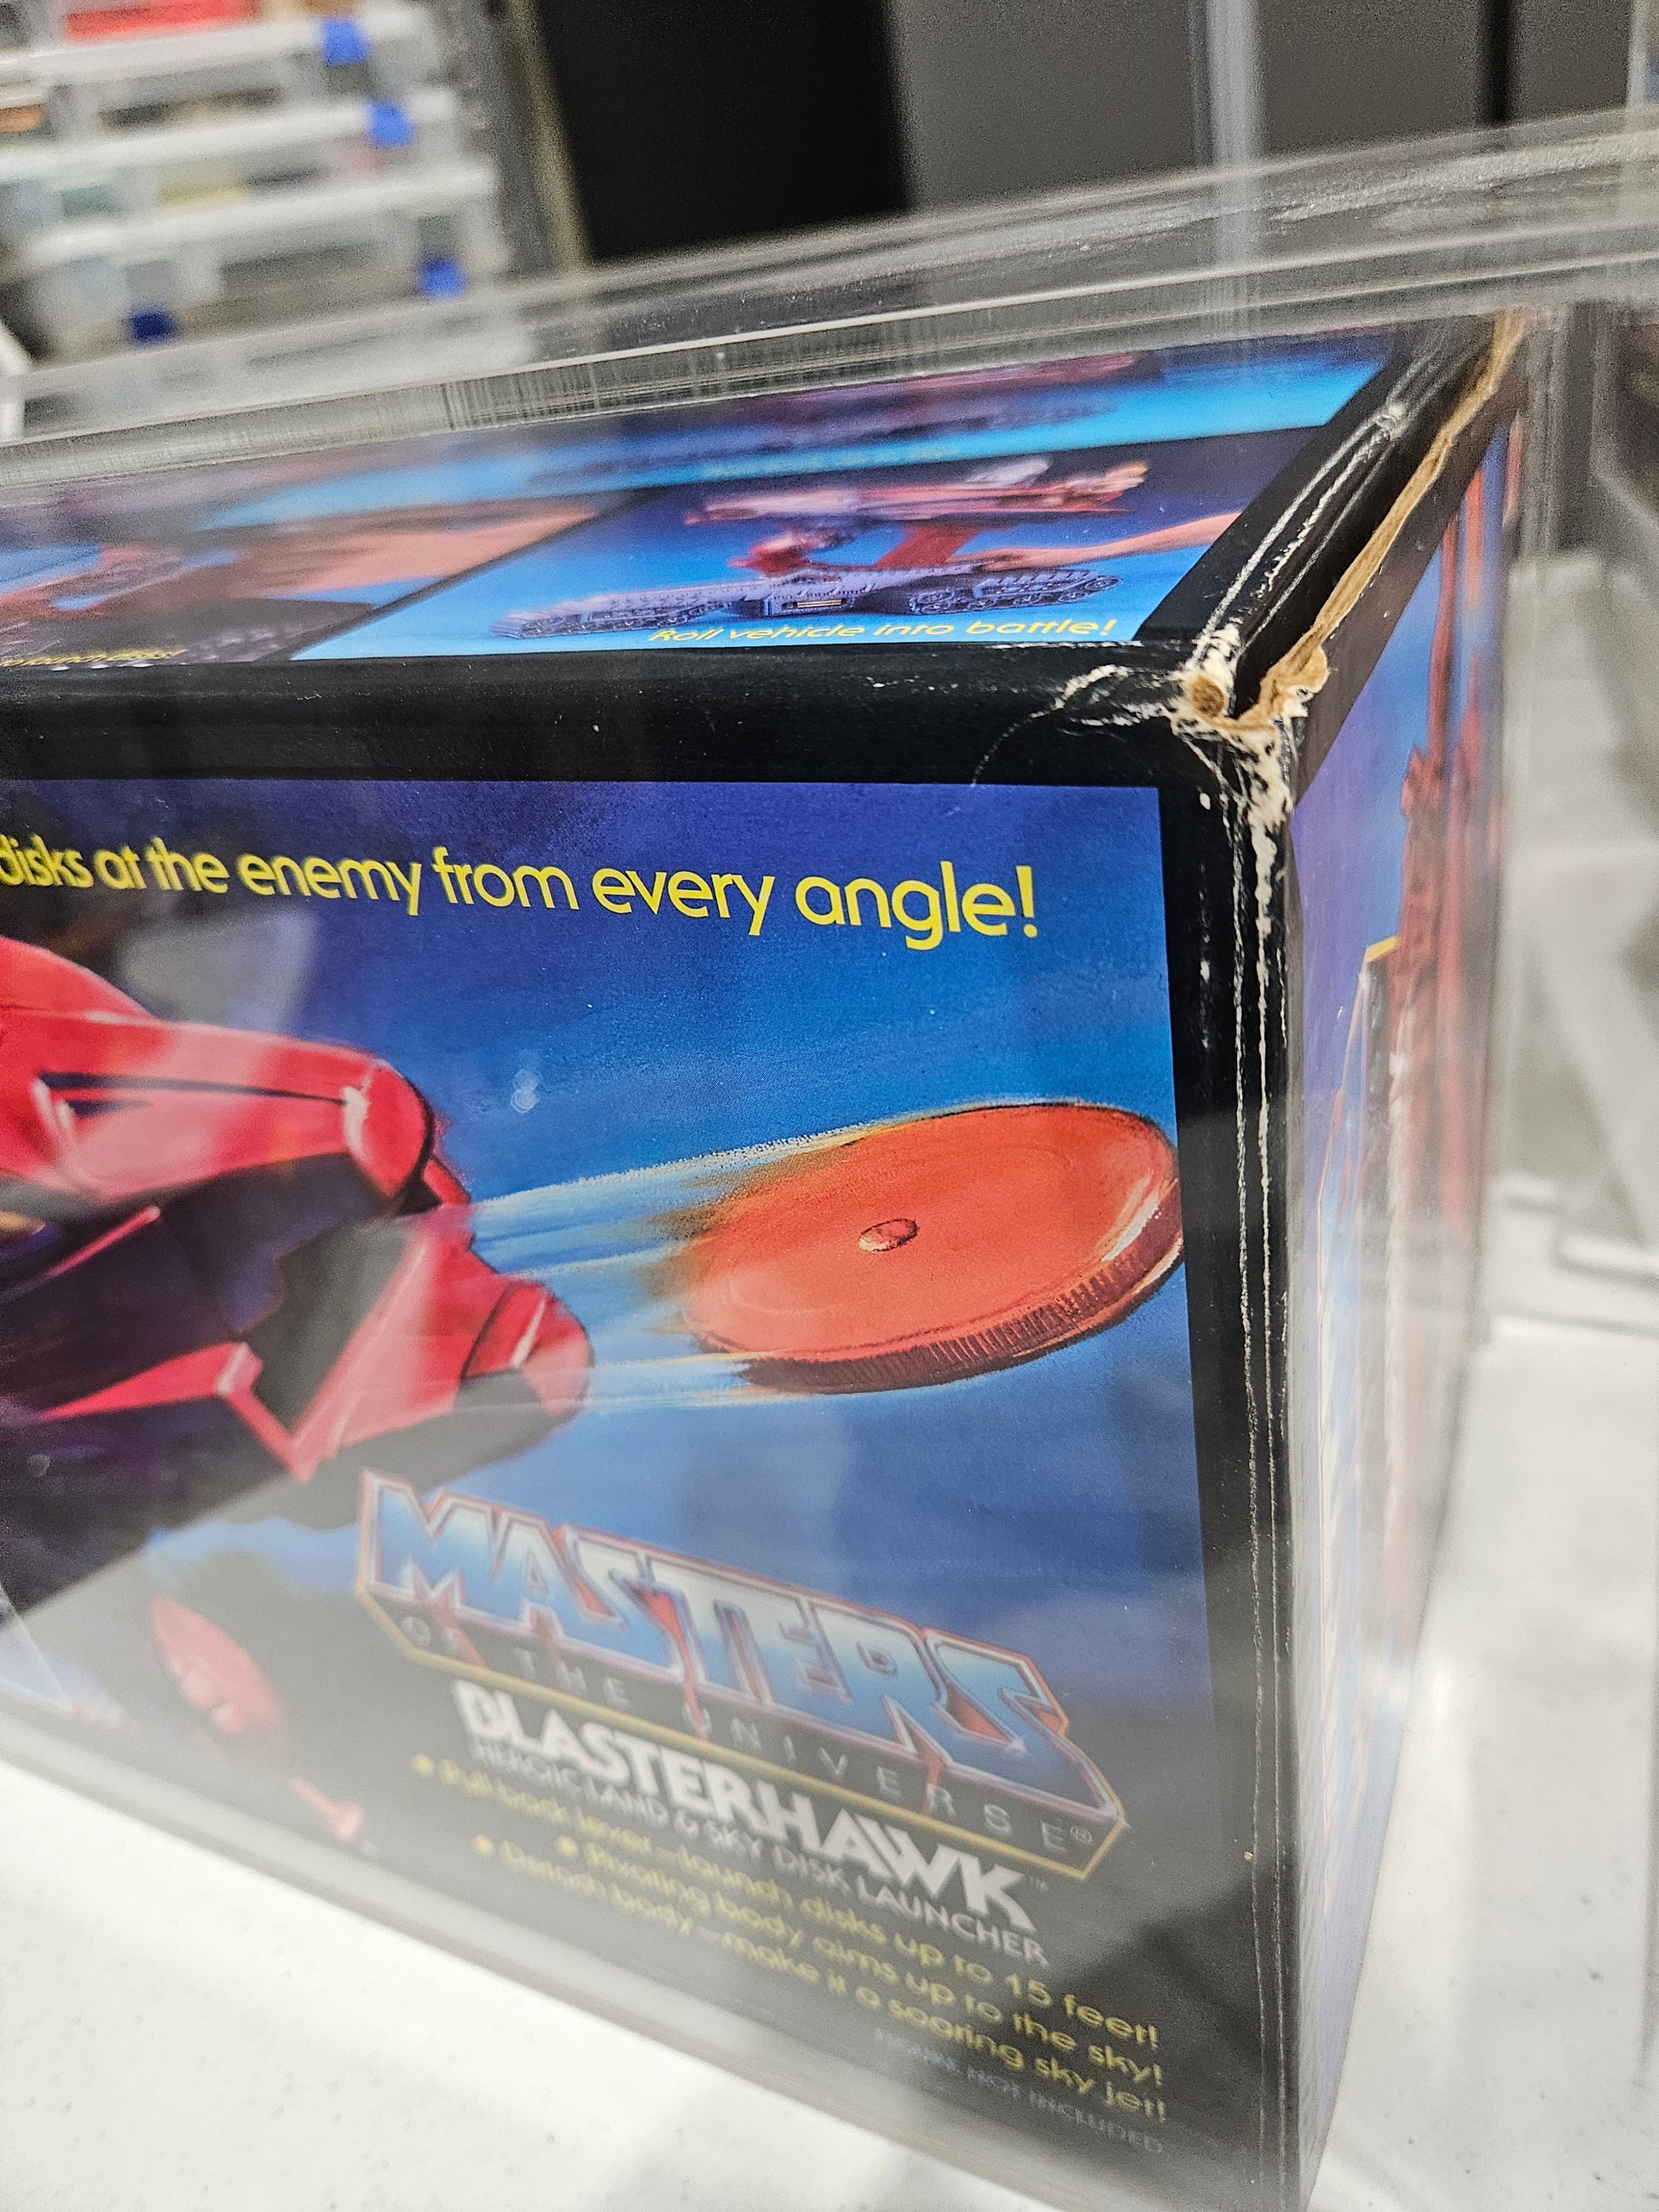 Roll vehicle into battle!
disks at the enemy from every angle!
MASTERS
OF THE UNIVERSE®
BLASTERHAWK™
HEROIC LAND & SKY DISK LAUNCHER
• Pull back lever—launch disks up to 15 feet!
• Pivoting body aims up to the sky!
• Detach body—make it a soaring sky jet!
FIGURE NOT INCLUDED